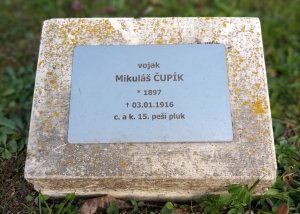 vojak
Mikuláš ČUPÍK
* 1897
† 03.01.1916
c. a k. 15. peší pluk